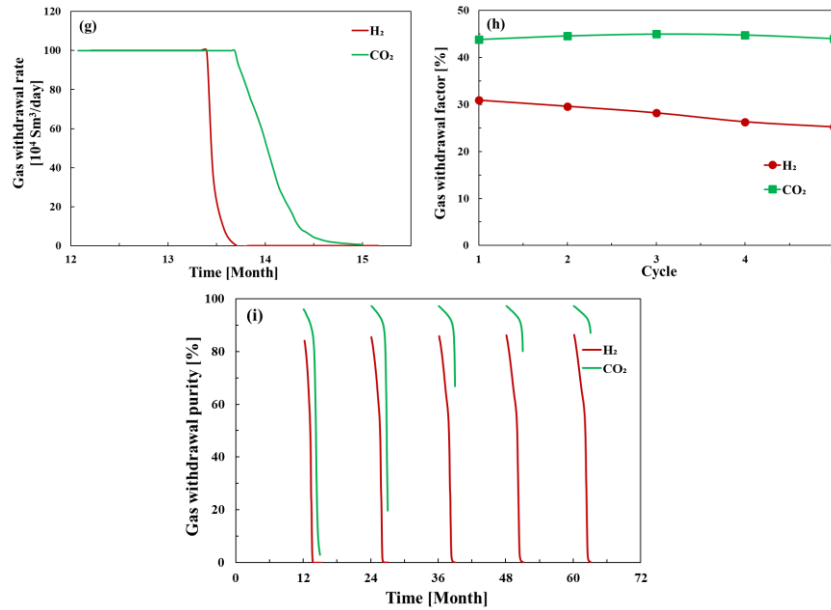 (g)
H₂
CO₂
Gas withdrawal rate
[10⁴ Sm³/day]
120
100
80
60
40
20
0
12
13
14
15
Time [Month]
(h)
H₂
CO₂
Gas withdrawal factor [%]
50
40
30
20
10
0
1
2
3
4
Cycle
(i)
H₂
CO₂
Gas withdrawal purity [%]
100
80
60
40
20
0
0
12
24
36
48
60
72
Time [Month]